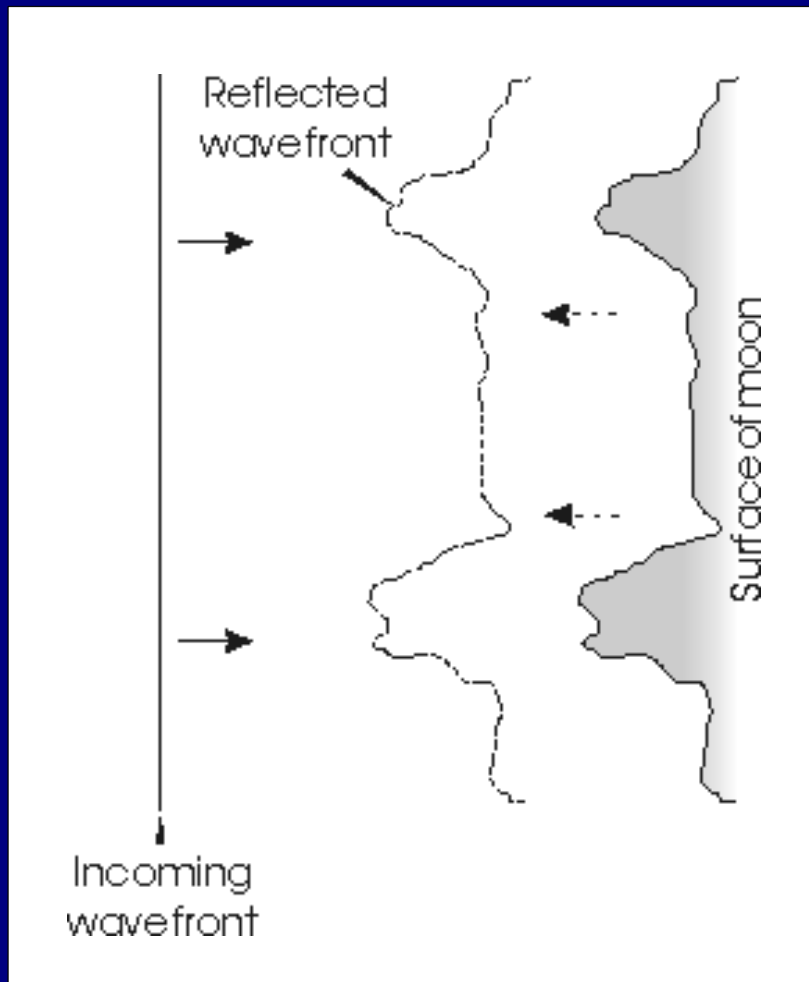 Reflected
wavefront
Surface of moon
Incoming
wavefront